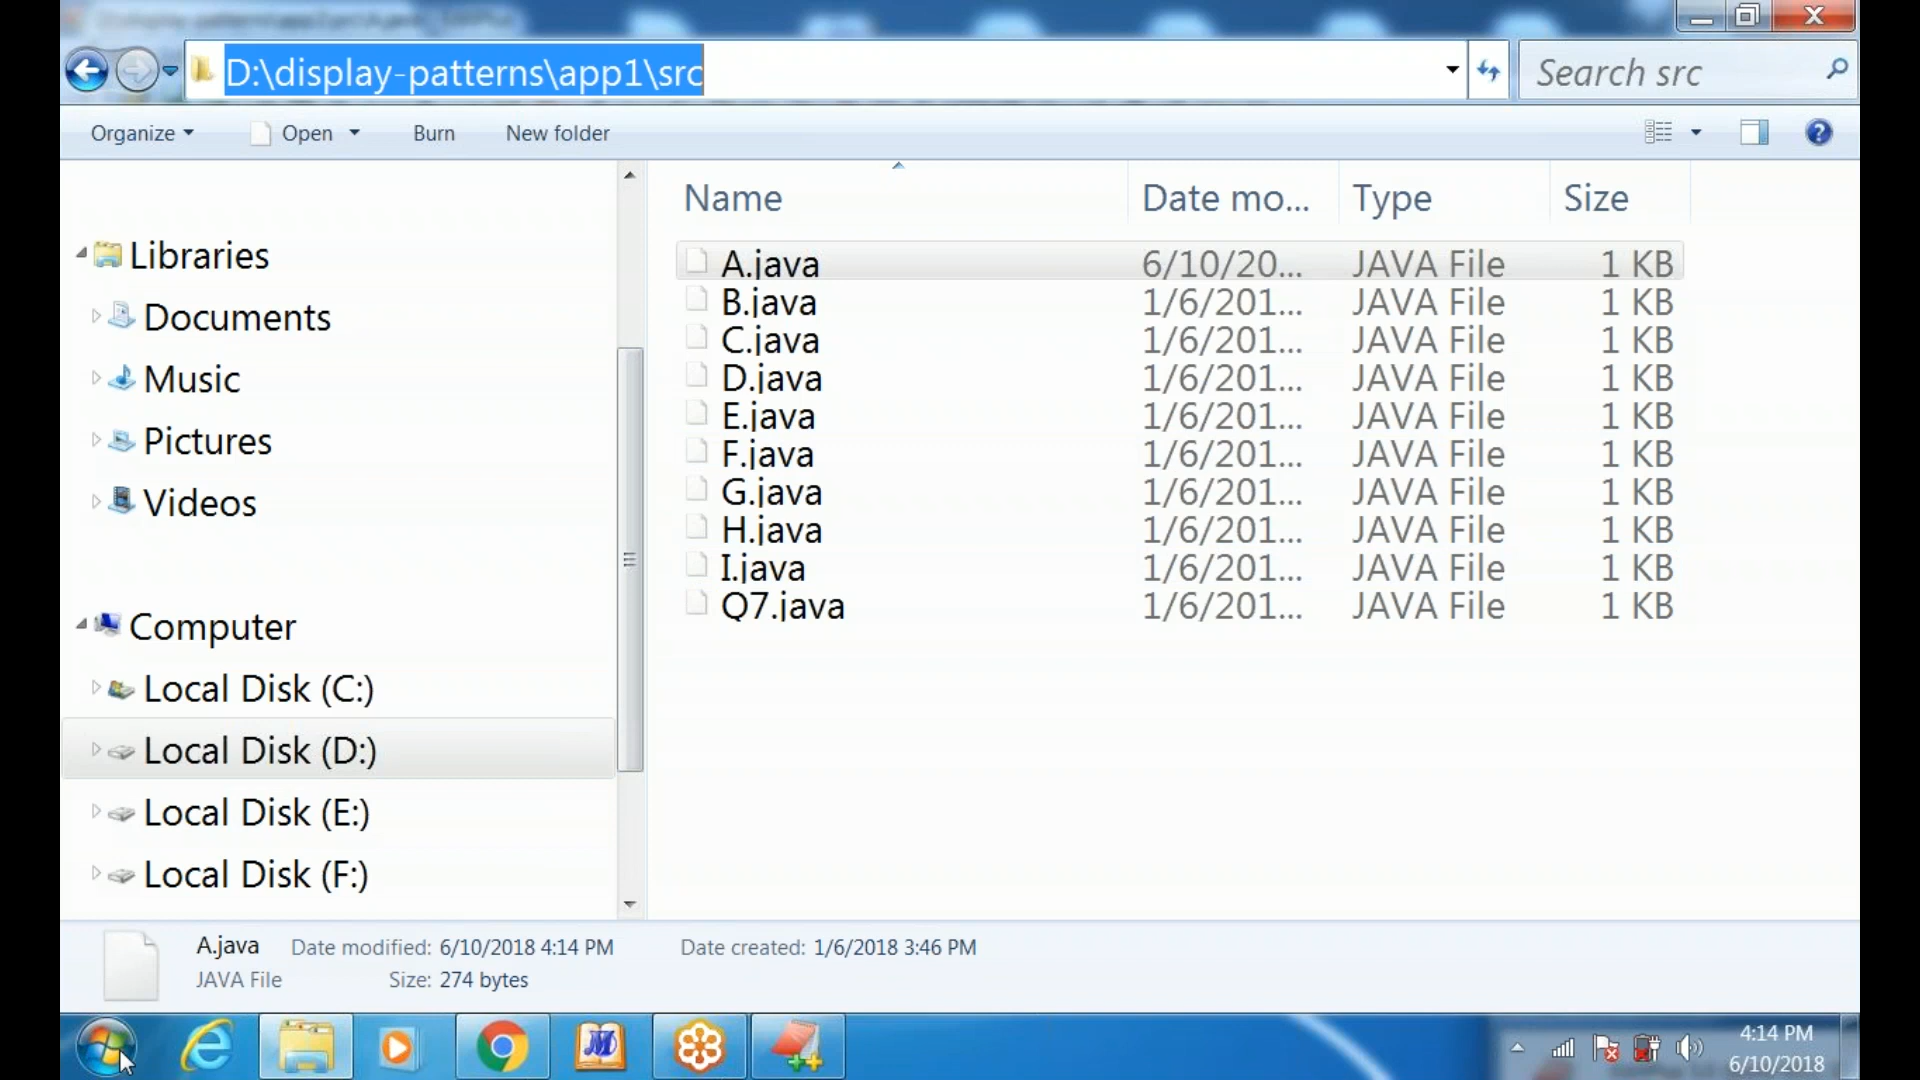 D:\display-patterns\app1\src
Search src
Organize
Open
Burn
New folder
Name
Date mo...
Type
Size
Libraries
Documents
Music
Pictures
Videos
Computer
Local Disk (C:)
Local Disk (D:)
Local Disk (E:)
Local Disk (F:)
A.java 6/10/20... JAVA File 1 KB
B.java 1/6/201... JAVA File 1 KB
C.java 1/6/201... JAVA File 1 KB
D.java 1/6/201... JAVA File 1 KB
E.java 1/6/201... JAVA File 1 KB
F.java 1/6/201... JAVA File 1 KB
G.java 1/6/201... JAVA File 1 KB
H.java 1/6/201... JAVA File 1 KB
I.java 1/6/201... JAVA File 1 KB
Q7.java 1/6/201... JAVA File 1 KB
A.java Date modified: 6/10/2018 4:14 PM Date created: 1/6/2018 3:46 PM
JAVA File Size: 274 bytes
4:14 PM
6/10/2018